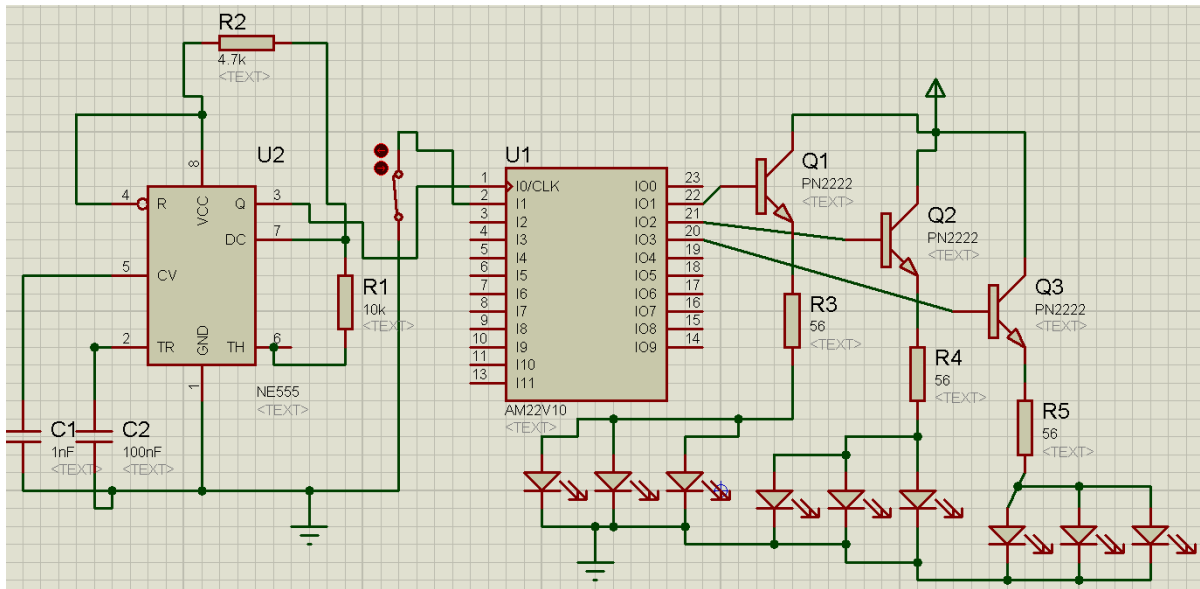 R2
4.7k
<TEXT>
U2
8
VCC
4
R
Q
3
DC
7
5
CV
R1
10k
<TEXT>
2
TR
GND
TH
6
1
NE555
<TEXT>
C1
1nF
<TEXT>
C2
100nF
<TEXT>
U1
1
I0/CLK
IO0
23
2
I1
IO1
22
3
I2
IO2
21
4
I3
IO3
20
5
I4
IO4
19
6
I5
IO5
18
7
I6
IO6
17
8
I7
IO7
16
9
I8
IO8
15
10
I9
IO9
14
11
I10
13
I11
AM22V10
<TEXT>
Q1
PN2222
<TEXT>
Q2
PN2222
<TEXT>
Q3
PN2222
<TEXT>
R3
56
<TEXT>
R4
56
<TEXT>
R5
56
<TEXT>